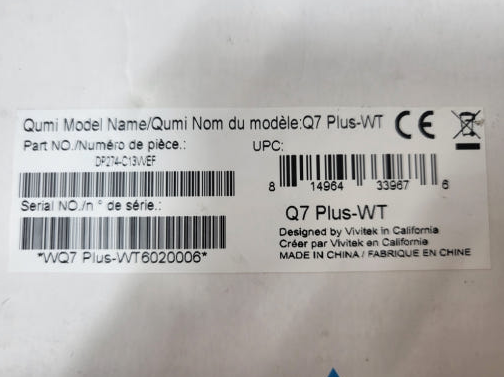 Qumi Model Name/Qumi Nom du modèle:Q7 Plus-WT CE
Part NO./Numéro de pièce.:
DP274-C13WEF
UPC:
8 14964 33967 6
Serial NO./n ° de série.:
*WQ7 Plus-WT6020006*
Q7 Plus-WT
Designed by Vivitek in California
Créer par Vivitek en Californie
MADE IN CHINA / FABRIQUE EN CHINE